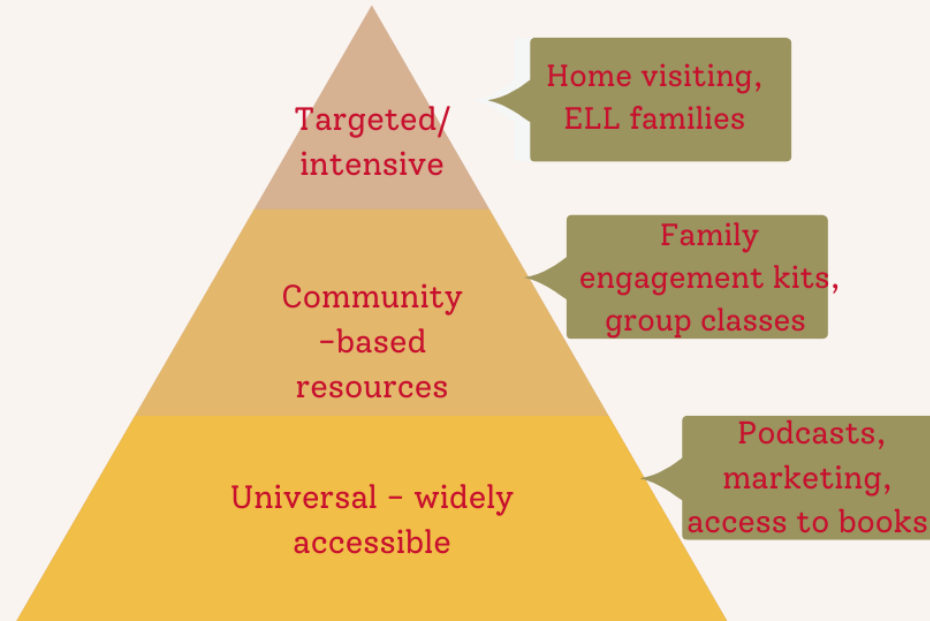 Targeted/
intensive
Home visiting,
ELL families
Community
-based
resources
Family
engagement kits,
group classes
Universal - widely
accessible
Podcasts,
marketing,
access to books